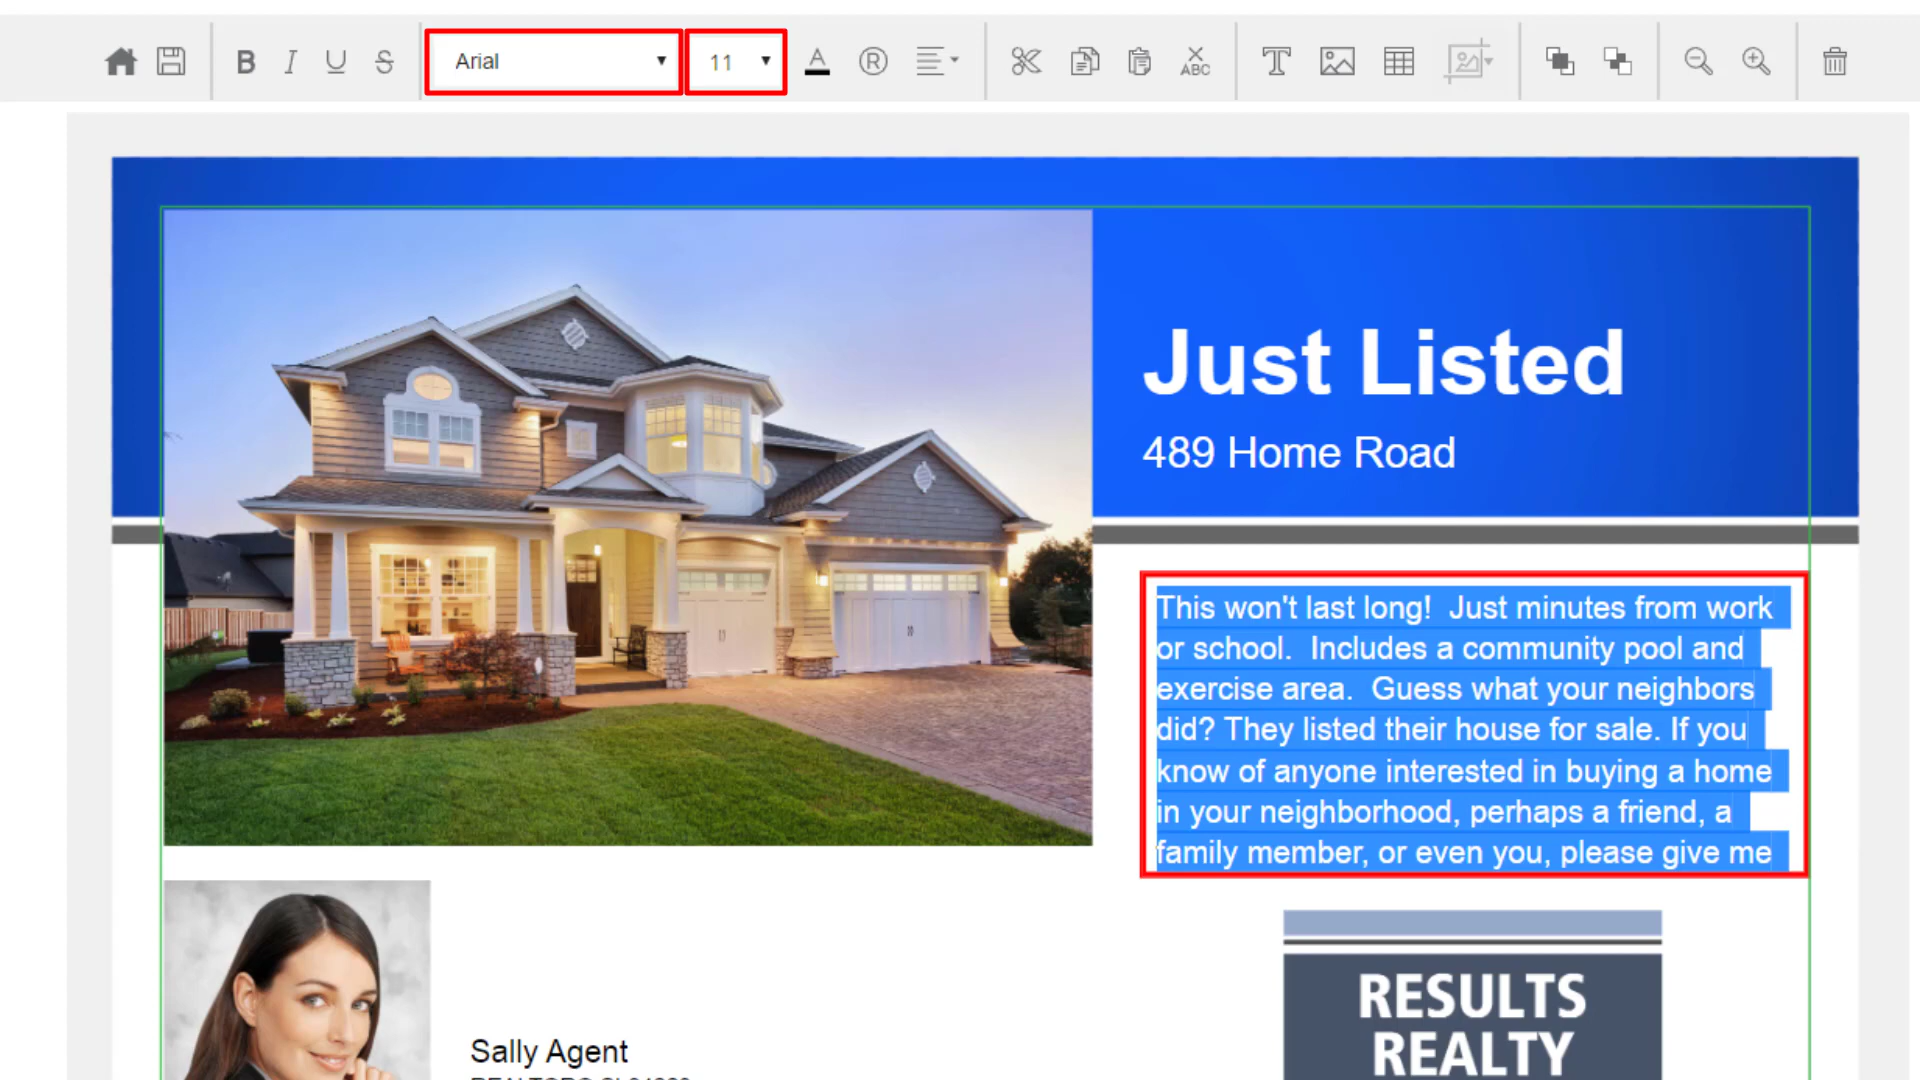 B I U S Arial 11 A R ABC T
Just Listed
489 Home Road
This won't last long!  Just minutes from work
or school.  Includes a community pool and
exercise area.  Guess what your neighbors
did? They listed their house for sale. If you
know of anyone interested in buying a home
in your neighborhood, perhaps a friend, a
family member, or even you, please give me
Sally Agent
RESULTS
REALTY